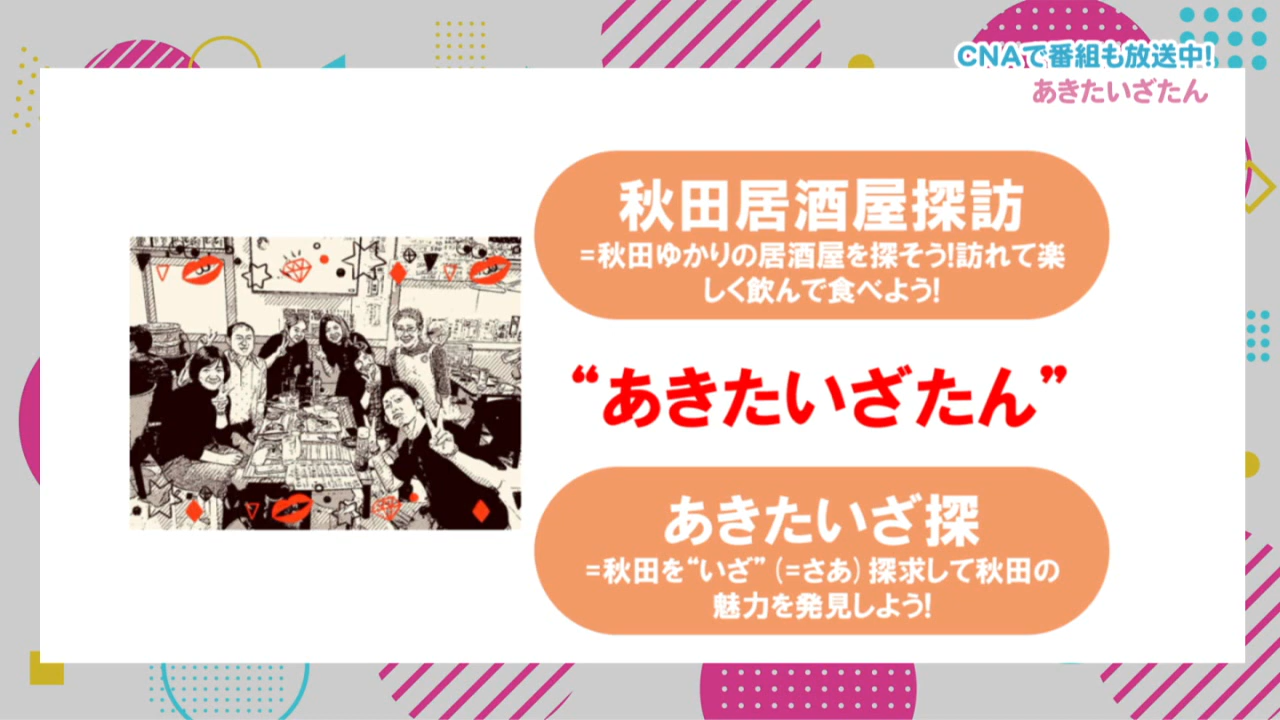 CNAで番組も放送中!
あきたいざたん
秋田居酒屋探訪
=秋田ゆかりの居酒屋を探そう!訪れて楽
しく飲んで食べよう!
“あきたいざたん”
あきたいざ探
=秋田を“いざ”(=さあ)探求して秋田の
魅力を発見しよう!